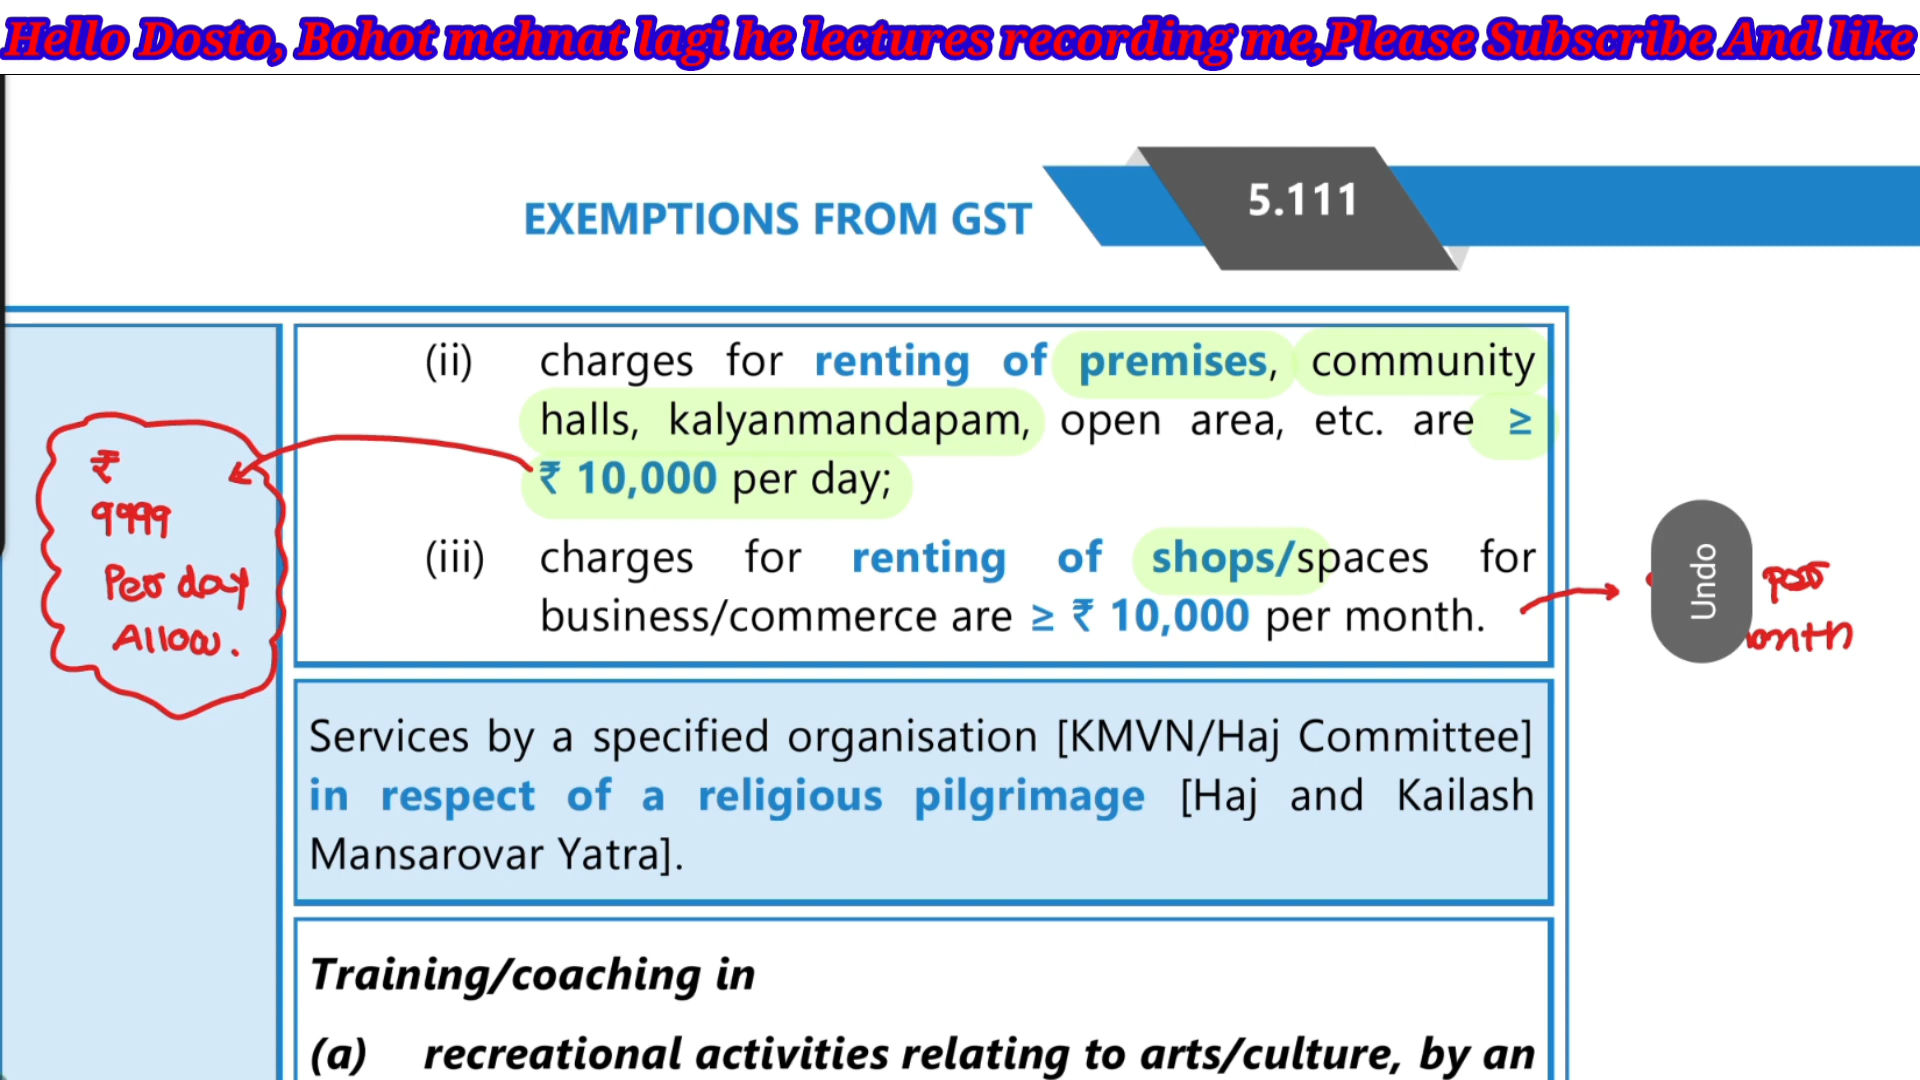 Hello Dosto, Bohot mehnat lagi he lectures recording me,Please Subscribe And like
EXEMPTIONS FROM GST
5.111
(ii) charges for renting of premises, community
halls, kalyanmandapam, open area, etc. are ≥
₹ 10,000 per day;
₹
9999
Per day
Allow.
(iii) charges for renting of shops/spaces for
business/commerce are ≥ ₹ 10,000 per month.
Undo
per
onth
Services by a specified organisation [KMVN/Haj Committee]
in respect of a religious pilgrimage [Haj and Kailash
Mansarovar Yatra].
Training/coaching in
(a) recreational activities relating to arts/culture, by an